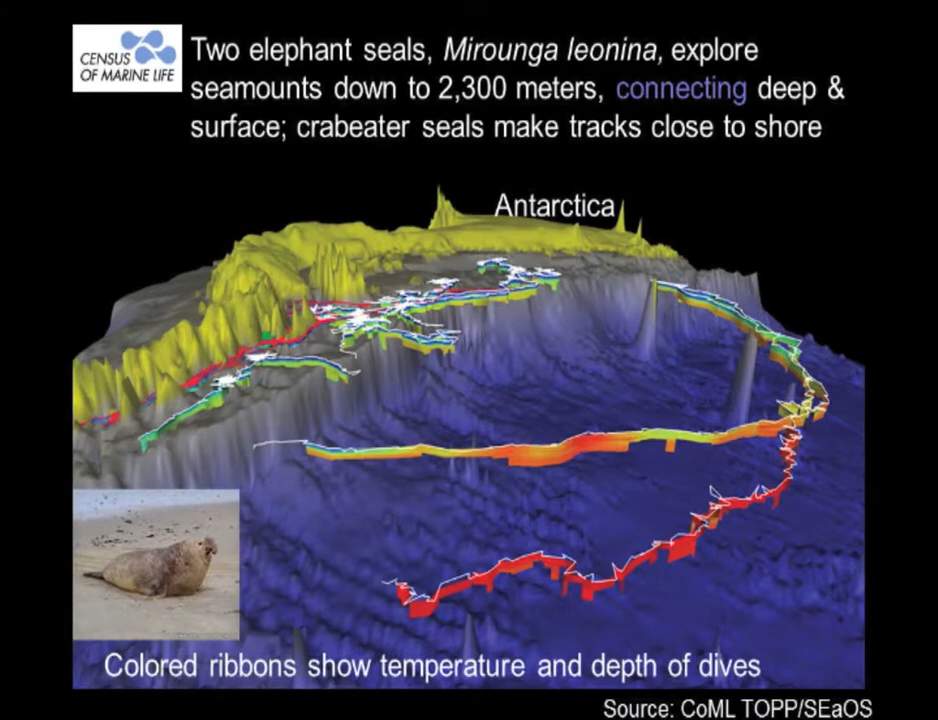 CENSUS
OF MARINE LIFE
Two elephant seals, Mirounga leonina, explore
seamounts down to 2,300 meters, connecting deep &
surface; crabeater seals make tracks close to shore
Antarctica
Colored ribbons show temperature and depth of dives
Source: CoML TOPP/SEaOS